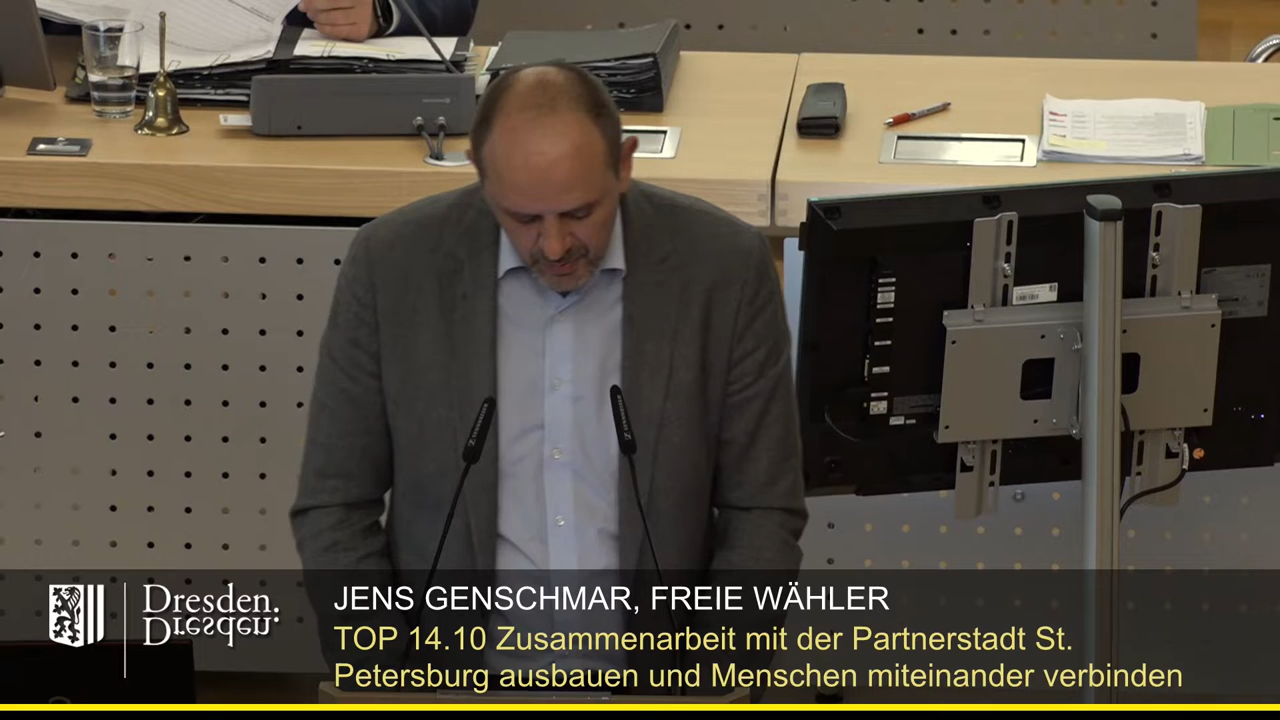 JENS GENSCHMAR, FREIE WÄHLER
TOP 14.10 Zusammenarbeit mit der Partnerstadt St.
Petersburg ausbauen und Menschen miteinander verbinden
Dresden.
Dresden.